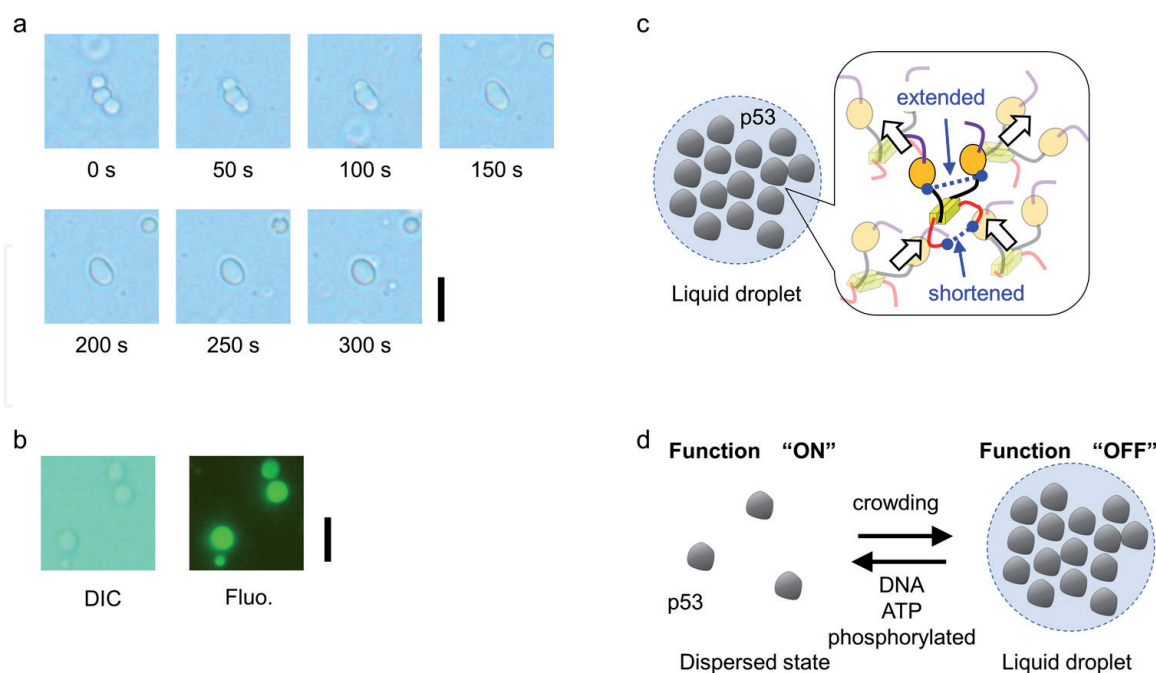 a
0 s
50 s
100 s
150 s
200 s
250 s
300 s
b
DIC
Fluo.
c
p53
Liquid droplet
extended
shortened
d
Function "ON"
Function "OFF"
p53
crowding
DNA
ATP
phosphorylated
Dispersed state
Liquid droplet